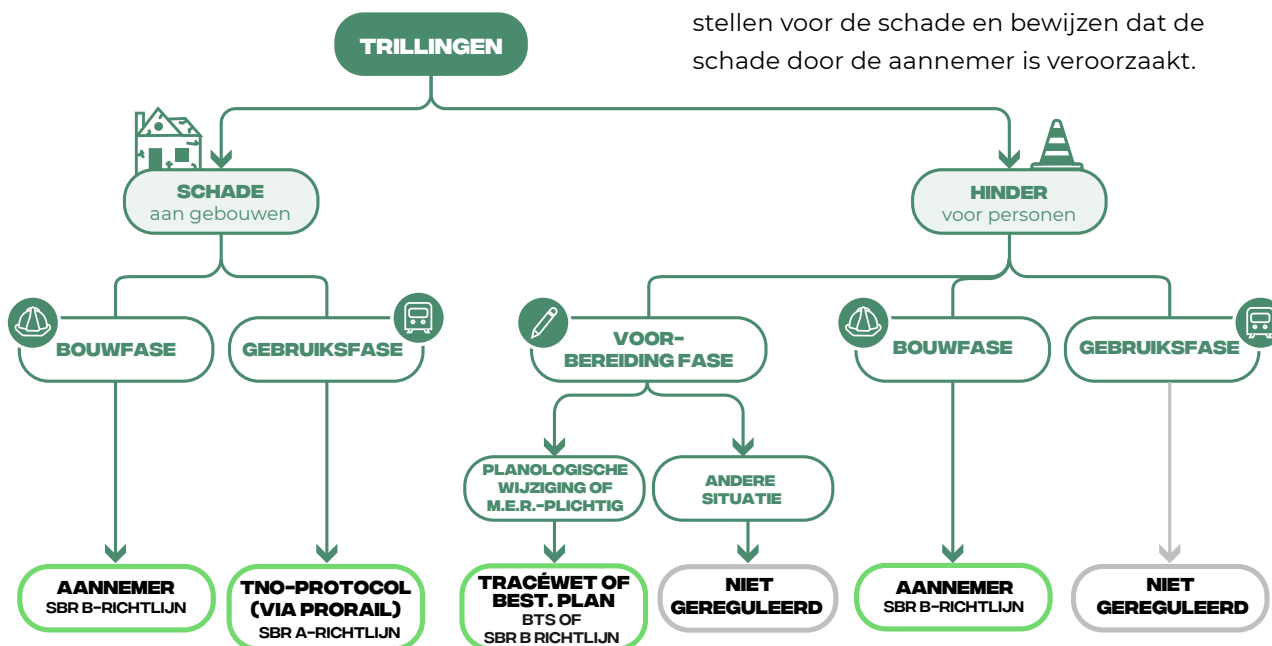 stellen voor de schade en bewijzen dat de
schade door de aannemer is veroorzaakt.
TRILLINGEN
SCHADE
aan gebouwen
HINDER
voor personen
BOUWFASE
GEBRUIKSFASE
VOOR-
BEREIDING FASE
BOUWFASE
GEBRUIKSFASE
PLANOLOGISCHE
WIJZIGING OF
M.E.R.-PLICHTIG
ANDERE
SITUATIE
AANNEMER
SBR B-RICHTLIJN
TNO-PROTOCOL
(VIA PRORAIL)
SBR A-RICHTLIJN
TRACÉWET OF
BEST. PLAN
BTS OF
SBR B RICHTLIJN
NIET
GEREGULEERD
AANNEMER
SBR B-RICHTLIJN
NIET
GEREGULEERD